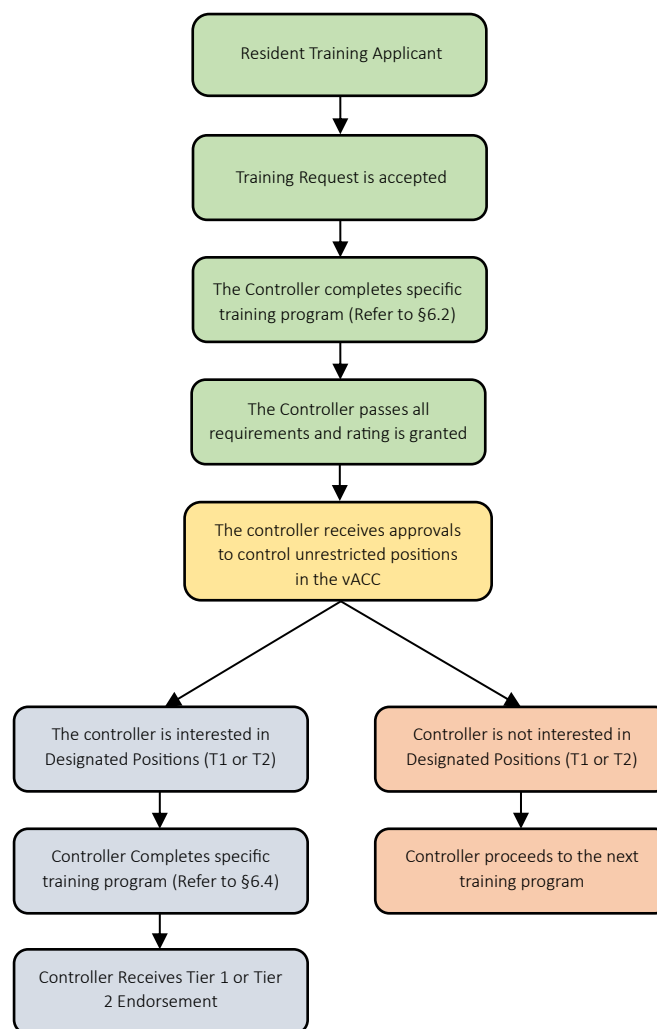 Resident Training Applicant
Training Request is accepted
The Controller completes specific
training program (Refer to §6.2)
The Controller passes all
requirements and rating is granted
The controller receives approvals
to control unrestricted positions
in the vACC
The controller is interested in
Designated Positions (T1 or T2)
Controller is not interested in
Designated Positions (T1 or T2)
Controller Completes specific
training program (Refer to §6.4)
Controller proceeds to the next
training program
Controller Receives Tier 1 or Tier
2 Endorsement